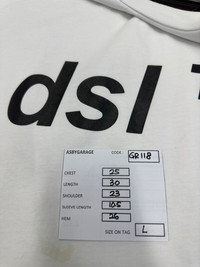 dsl
ASBYGARAGE CODE : GR118
CHEST 25
LENGTH 30
SHOULDER 23
SLEEVE LENGTH 10.5
HEM 26
SIZE ON TAG L